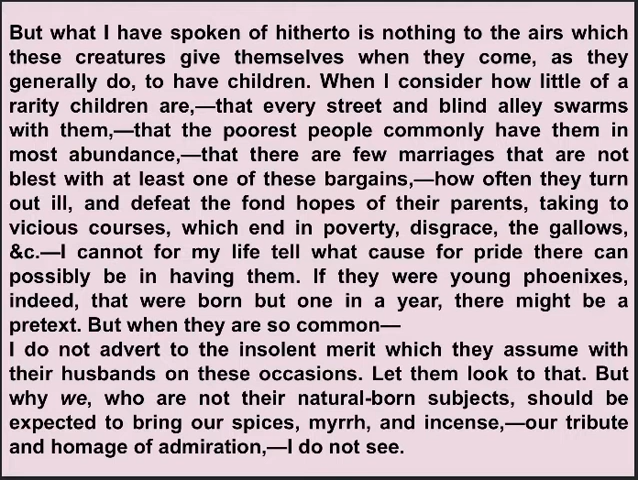 But what I have spoken of hitherto is nothing to the airs which
these creatures give themselves when they come, as they
generally do, to have children. When I consider how little of a
rarity children are,—that every street and blind alley swarms
with them,—that the poorest people commonly have them in
most abundance,—that there are few marriages that are not
blest with at least one of these bargains,—how often they turn
out ill, and defeat the fond hopes of their parents, taking to
vicious courses, which end in poverty, disgrace, the gallows,
&c.—I cannot for my life tell what cause for pride there can
possibly be in having them. If they were young phoenixes,
indeed, that were born but one in a year, there might be a
pretext. But when they are so common—
I do not advert to the insolent merit which they assume with
their husbands on these occasions. Let them look to that. But
why we, who are not their natural-born subjects, should be
expected to bring our spices, myrrh, and incense,—our tribute
and homage of admiration,—I do not see.